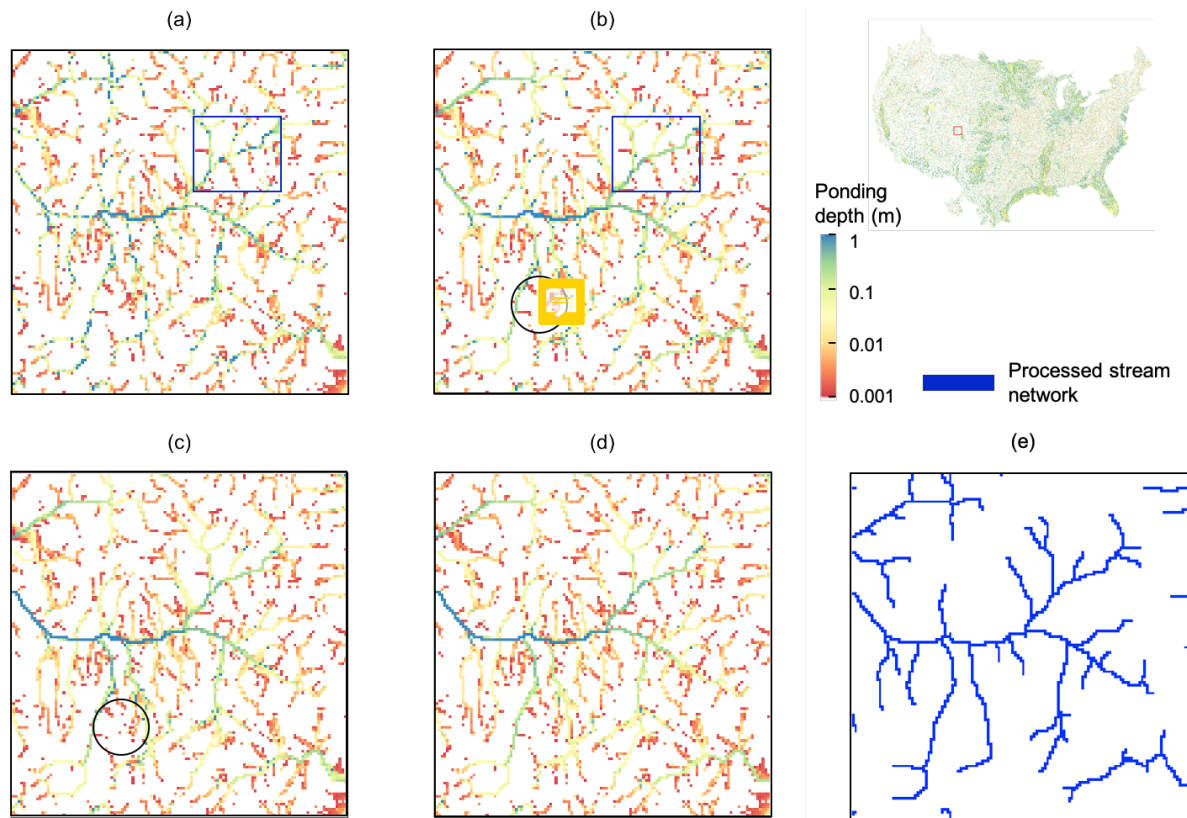 (a)
(b)
Ponding
depth (m)
1
0.1
0.01
0.001
Processed stream
network
(c)
(d)
(e)